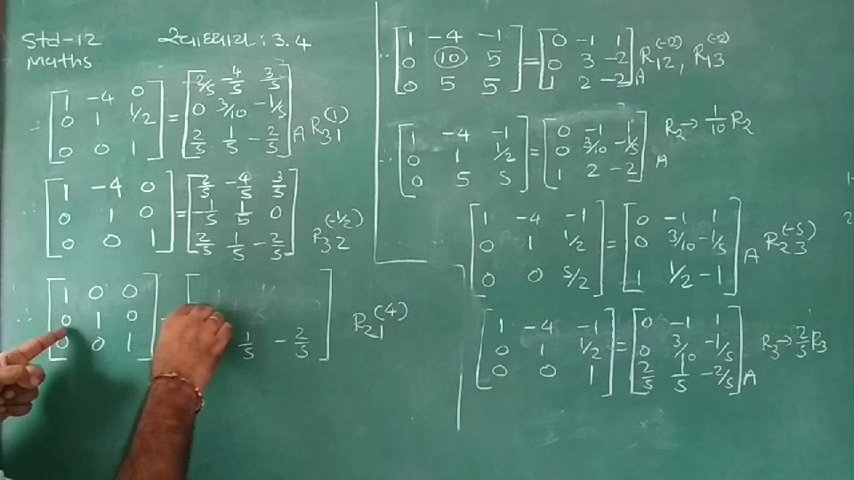 Std-12 સ્વાધ્યાય : 3.4
Maths
1 -4 0 2/5 -4/5 3/5
∴ 0 1 1/2 = 0 3/10 -1/5 A R31^(1)
0 0 1 2/5 1/5 -2/5
1 -4 0 2/5 -4/5 3/5
∴ 0 1 0 = -1/5 1/5 0 R32^(-1/2)
0 0 1 2/5 1/5 -2/5
1 0 0
∴ 0 1 0 R21^(4)
0 0 1 1/5 -2/5
1 -4 -1 0 -1 1
∴ 0 10 5 = 0 3 -2 A R12^(-2), R13^(-2)
0 5 5 1 2 -2
1 -4 -1 0 -1 1
∴ 0 1 1/2 = 0 3/10 -1/5 A R2 → 1/10 R2
0 5 5 1 2 -2
1 -4 -1 0 -1 1
0 1 1/2 = 0 3/10 -1/5 A R23^(-5)
0 0 5/2 1 1/2 -1
1 -4 -1 0 -1 1
0 1 1/2 = 0 3/10 -1/5 A R3 → 2/5 R3
0 0 1 2/5 1/5 -2/5